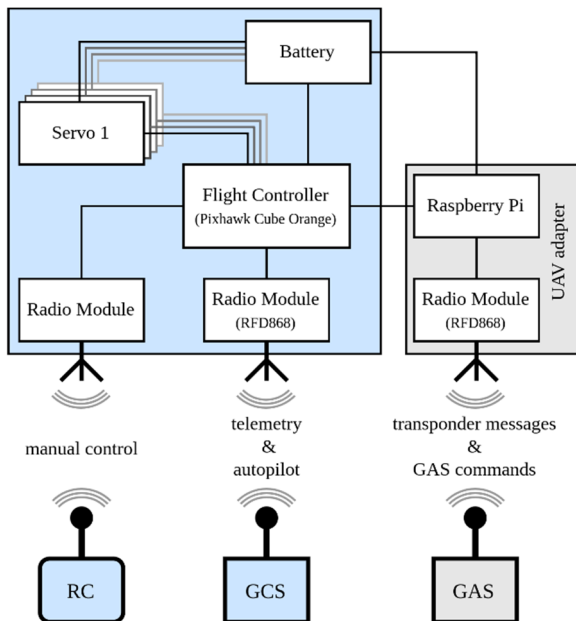 Battery
Servo 1
Flight Controller
(Pixhawk Cube Orange)
Raspberry Pi
UAV adapter
Radio Module
Radio Module
(RFD868)
Radio Module
(RFD868)
manual control
telemetry
&
autopilot
transponder messages
&
GAS commands
RC
GCS
GAS